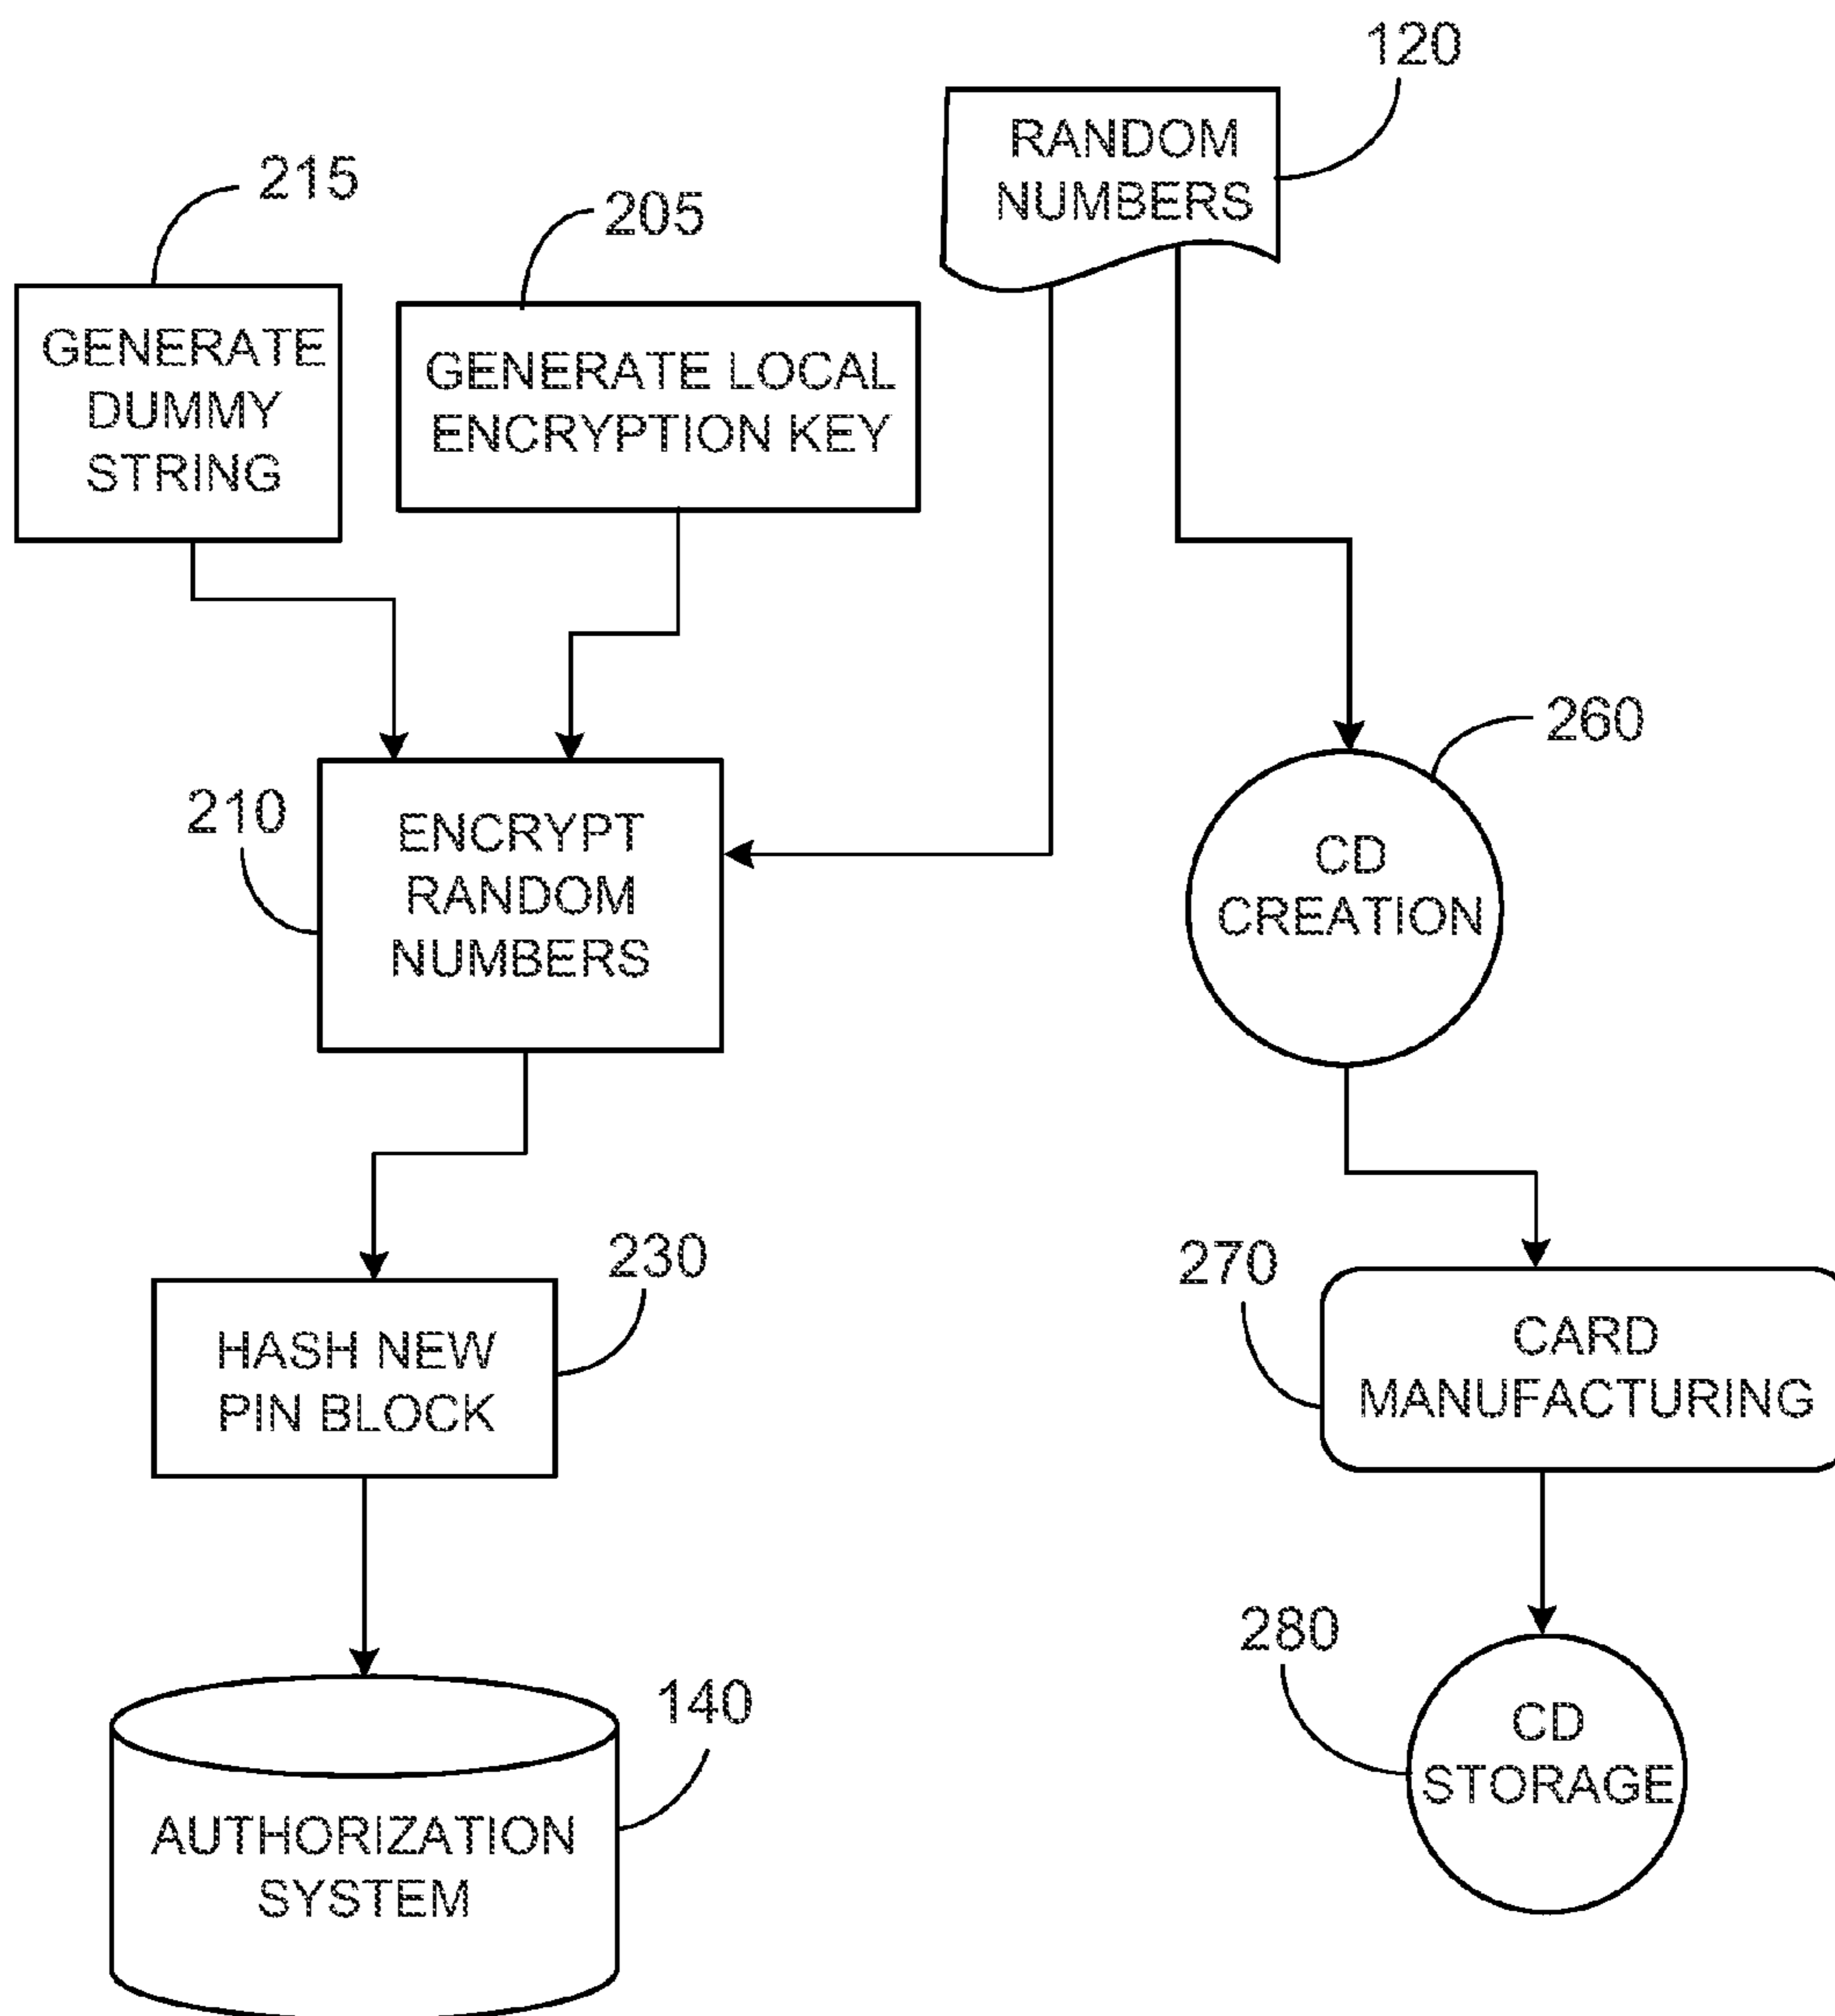 120
RANDOM
NUMBERS
215
205
GENERATE
DUMMY
STRING
GENERATE LOCAL
ENCRYPTION KEY
260
210
ENCRYPT
RANDOM
NUMBERS
CD
CREATION
230
270
HASH NEW
PIN BLOCK
CARD
MANUFACTURING
280
140
CD
STORAGE
AUTHORIZATION
SYSTEM